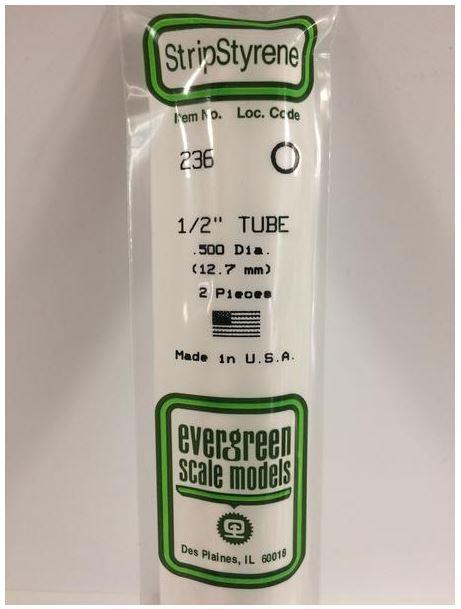 StripStyrene
Item No. Loc. Code
236 O
1/2" TUBE
.500 Dia.
(12.7 mm)
2 Pieces
Made in U.S.A.
evergreen
scale models
Des Plaines, IL 60018